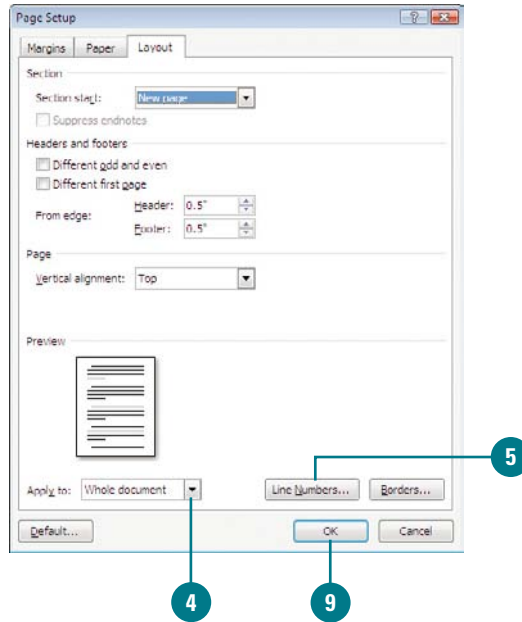 Page Setup
Margins Paper Layout
Section
Section start: New page
Suppress endnotes
Headers and footers
Different odd and even
Different first page
From edge: Header: 0.5"
Footer: 0.5"
Page
Vertical alignment: Top
Preview
5
Apply to: Whole document Line Numbers... Borders...
Default... OK Cancel
4 9